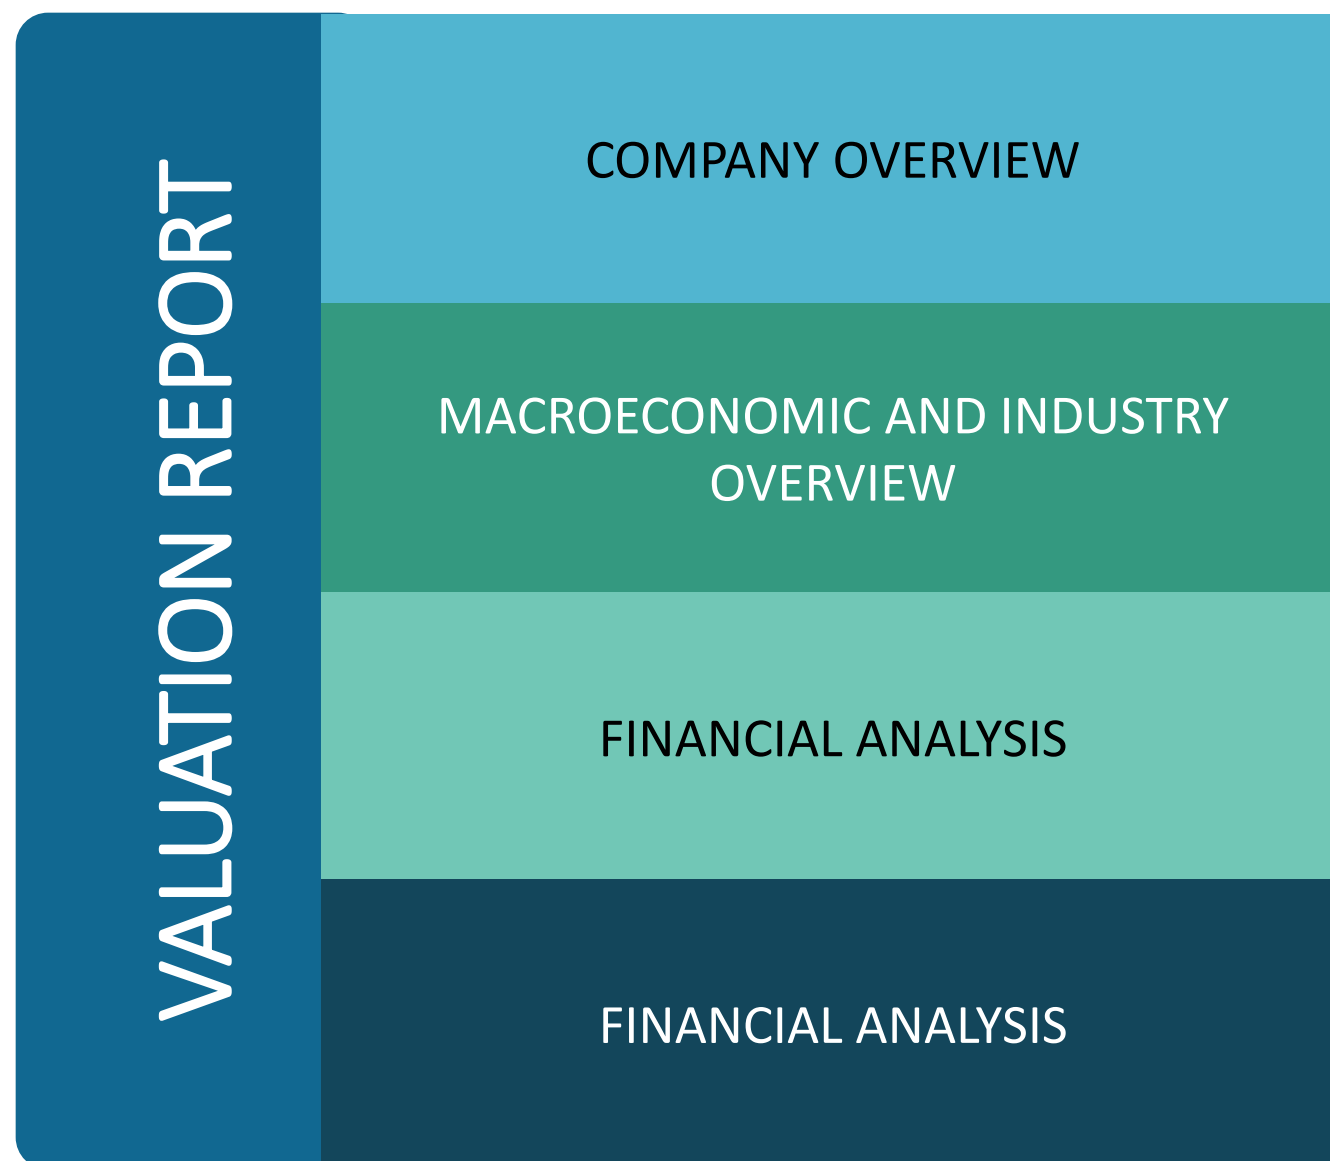 VALUATION REPORT
COMPANY OVERVIEW
MACROECONOMIC AND INDUSTRY
OVERVIEW
FINANCIAL ANALYSIS
FINANCIAL ANALYSIS